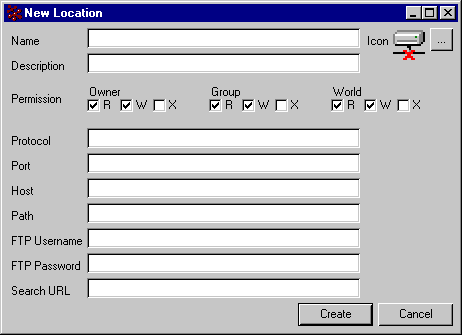 New Location
Name
Icon
...
Description
Owner Group World
Permission R W X R W X R W X
Protocol
Port
Host
Path
FTP Username
FTP Password
Search URL
Create Cancel